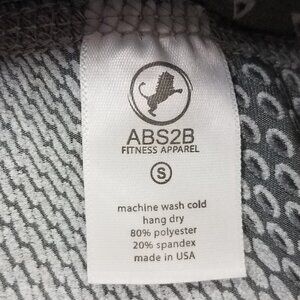 ABS2B
FITNESS APPAREL
S
machine wash cold
hang dry
80% polyester
20% spandex
made in USA